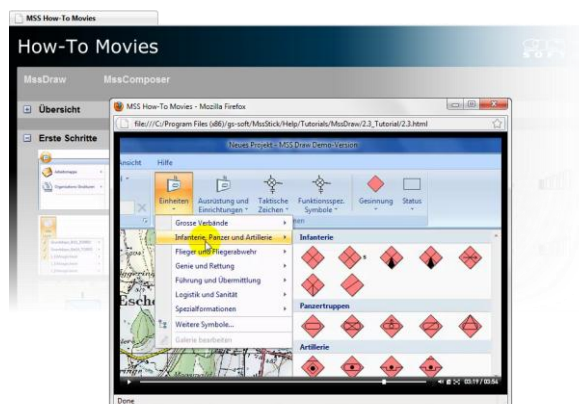 MSS How-To Movies
How-To Movies
MssDraw MssComposer
Übersicht
Erste Schritte
MSS How-To Movies - Mozilla Firefox
file:///C:/Program Files (x86)/gs-soft/MssStick/Help/Tutorials/MssDraw/2.3_Tutorial/2.3.html
Neues Projekt - MSS Draw Demo-Version
Ansicht Hilfe
Einheiten
Ausrüstung und Einrichtungen
Taktische Zeichen
Funktionsspez. Symbole
Gesinnung
Status
Grosse Verbände
Infanterie, Panzer und Artillerie
Flieger und Fliegerabwehr
Genie und Rettung
Führung und Übermittlung
Logistik und Sanität
Spezialformationen
Weitere Symbole...
Galerie bearbeiten
Infanterie
Panzertruppen
Artillerie
03:19 / 03:84
Done